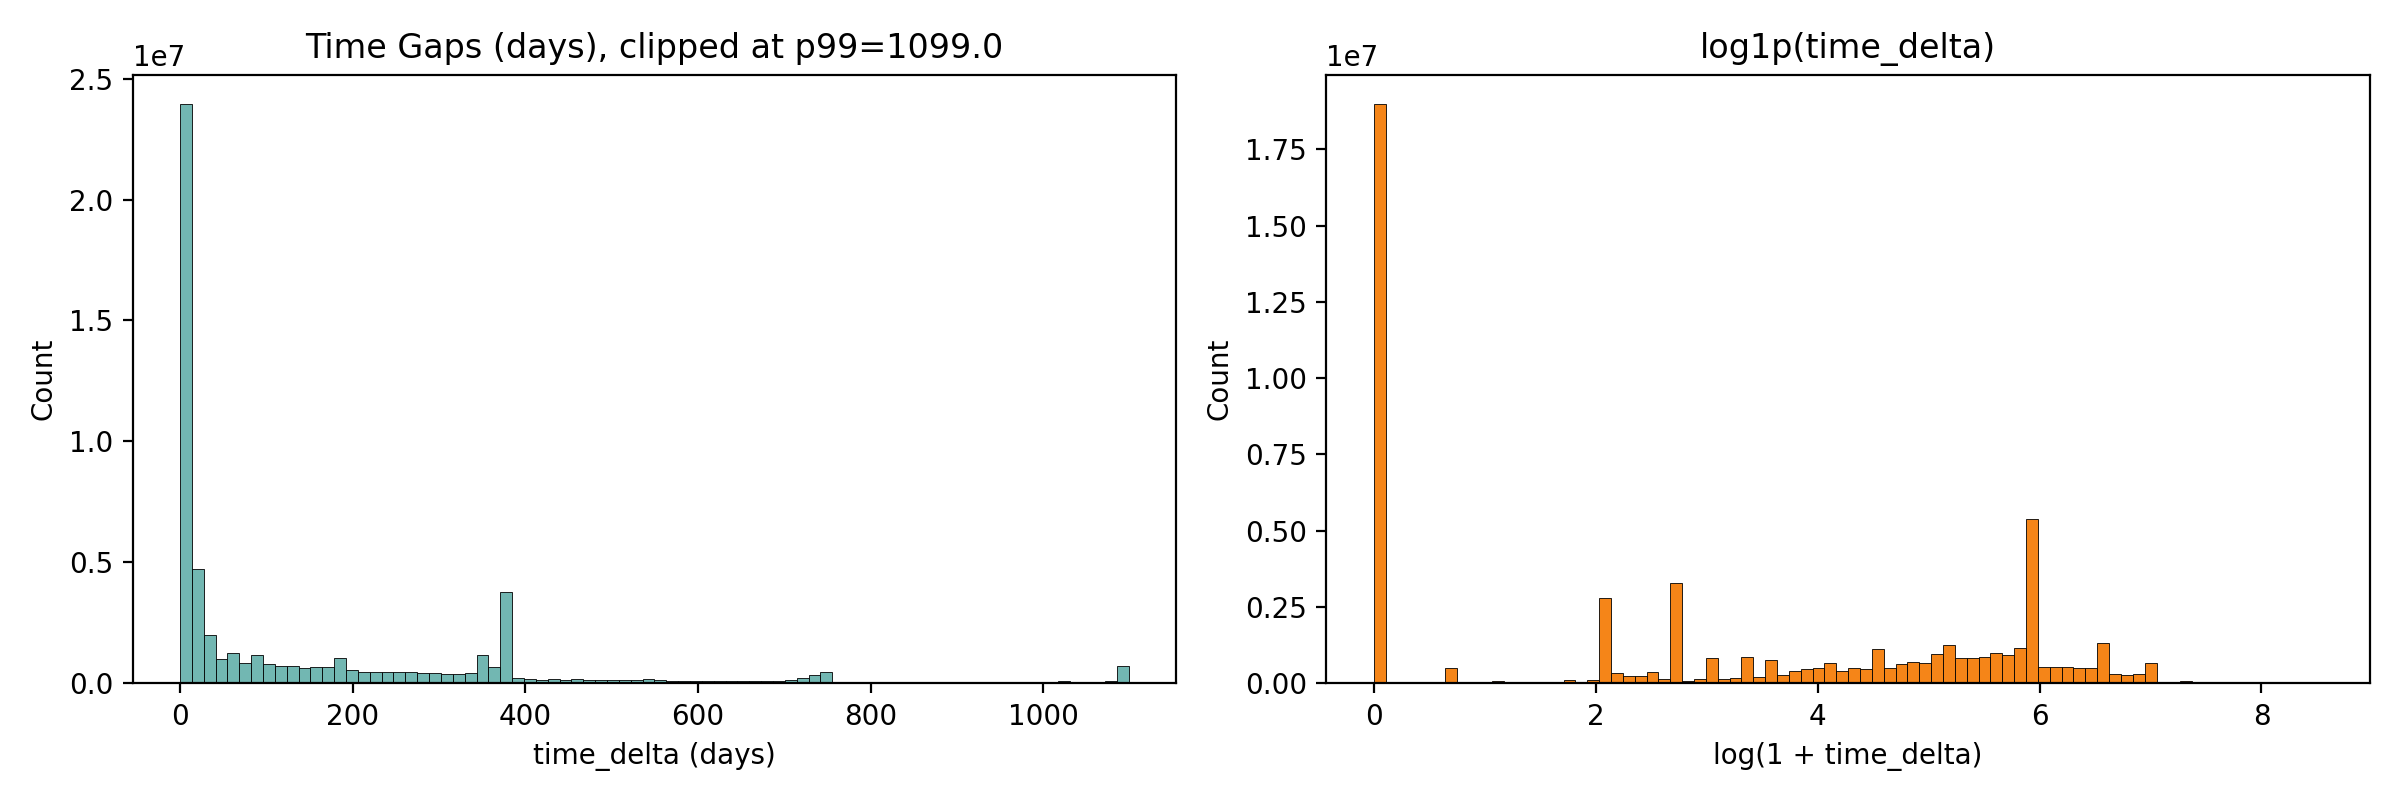 Time Gaps (days), clipped at p99=1099.0
1e7
2.5
2.0
1.5
1.0
0.5
0.0
Count
0 200 400 600 800 1000
time_delta (days)
log1p(time_delta)
1e7
1.75
1.50
1.25
1.00
0.75
0.50
0.25
0.00
Count
0 2 4 6 8
log(1 + time_delta)